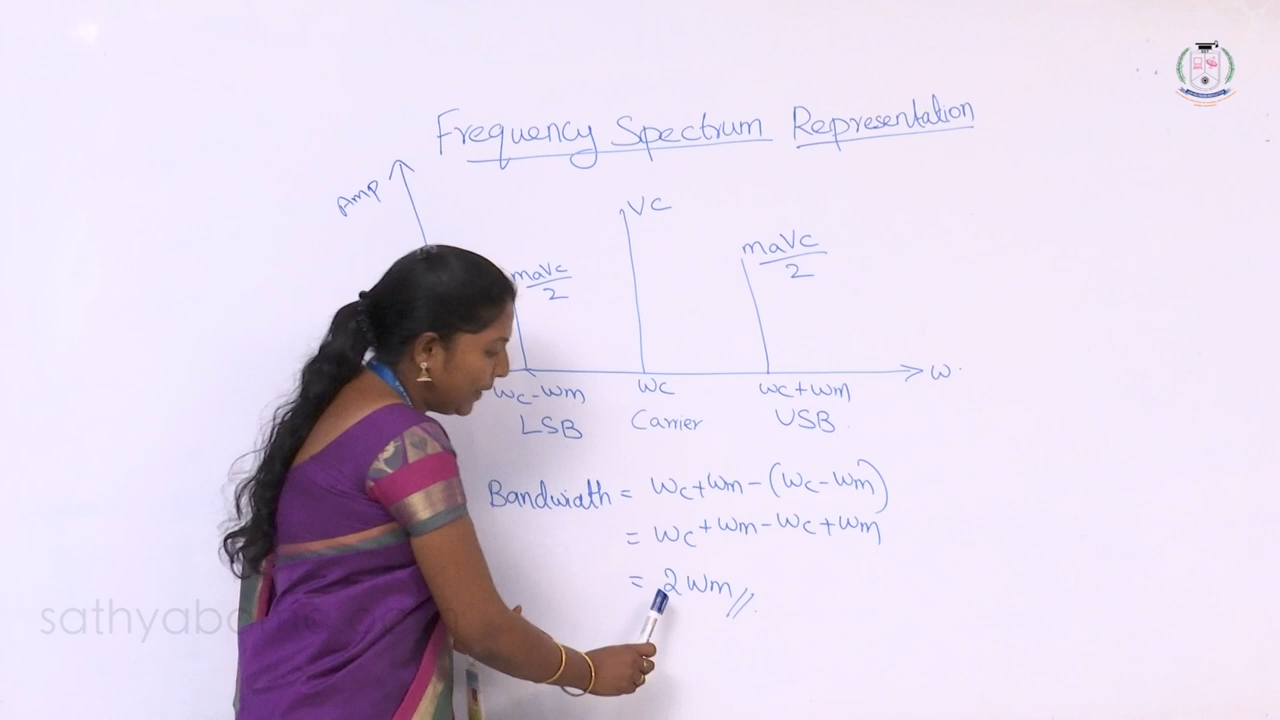 Frequency Spectrum Representation
Amp
VC
maVc
2
maVc
2
ω
ωc-ωm
ωc
ωc+ωm
LSB
Carrier
USB
Bandwidth = ωc+ωm-(ωc-ωm)
= ωc+ωm-ωc+ωm
= 2ωm//